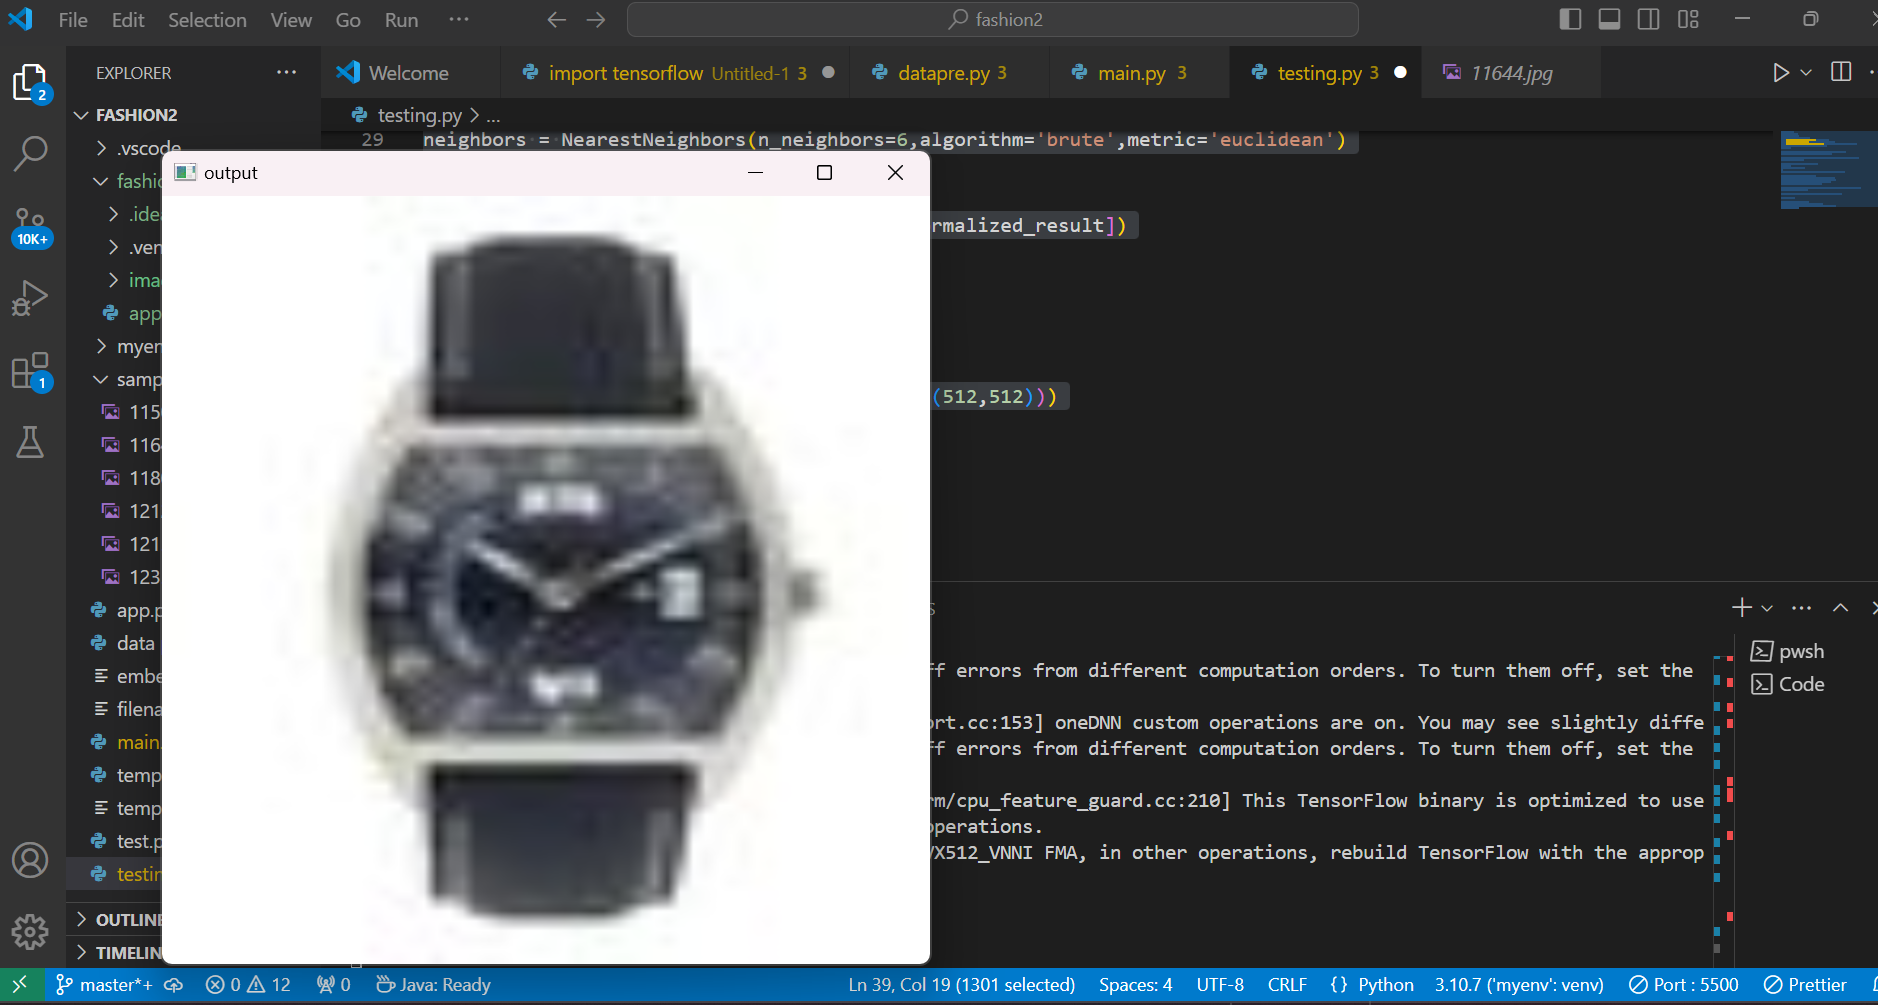 File Edit Selection View Go Run ···
fashion2
EXPLORER ···
Welcome
import tensorflow Untitled-1 3
datapre.py 3
main.py 3
testing.py 3
11644.jpg
2
FASHION2
testing.py > ...
29 neighbors = NearestNeighbors(n_neighbors=6,algorithm='brute',metric='euclidean')
.vscode
output
fashi
.ide
rmalized_result])
10K+
.ven
ima
app
myen
1
samp
(512,512)))
115
116
118
121
121
123
app.p
data
embe
filena
main.
temp
temp
test.p
testin
ff errors from different computation orders. To turn them off, set the
ort.cc:153] oneDNN custom operations are on. You may see slightly diffe
ff errors from different computation orders. To turn them off, set the
rm/cpu_feature_guard.cc:210] This TensorFlow binary is optimized to use
operations.
VX512_VNNI FMA, in other operations, rebuild TensorFlow with the approp
pwsh
Code
OUTLINE
TIMELIN
master*+ 0 12 0 Java: Ready Ln 39, Col 19 (1301 selected) Spaces: 4 UTF-8 CRLF {} Python 3.10.7 ('myenv': venv) Port : 5500 Prettier